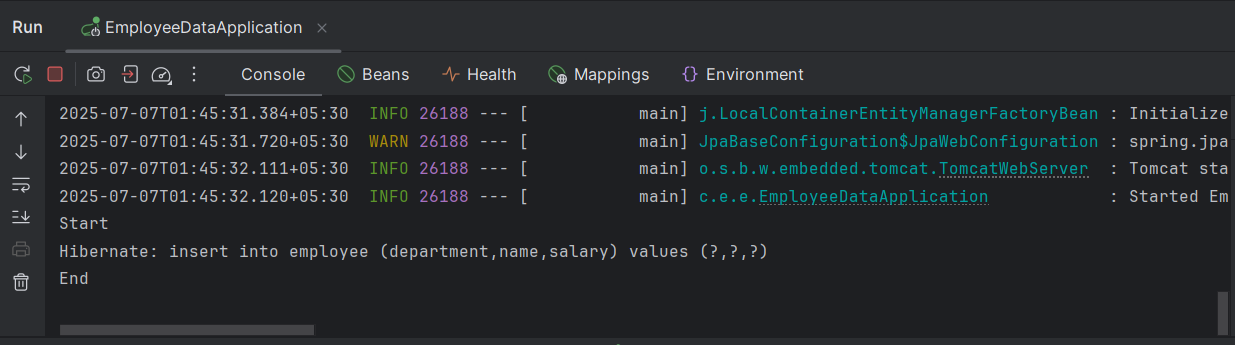 Run EmployeeDataApplication
Console Beans Health Mappings Environment
2025-07-07T01:45:31.384+05:30 INFO 26188 --- [ main] j.LocalContainerEntityManagerFactoryBean : Initialize
2025-07-07T01:45:31.720+05:30 WARN 26188 --- [ main] JpaBaseConfiguration$JpaWebConfiguration : spring.jpa
2025-07-07T01:45:32.111+05:30 INFO 26188 --- [ main] o.s.b.w.embedded.tomcat.TomcatWebServer : Tomcat sta
2025-07-07T01:45:32.120+05:30 INFO 26188 --- [ main] c.e.e.EmployeeDataApplication : Started Em
Start
Hibernate: insert into employee (department,name,salary) values (?,?,?)
End